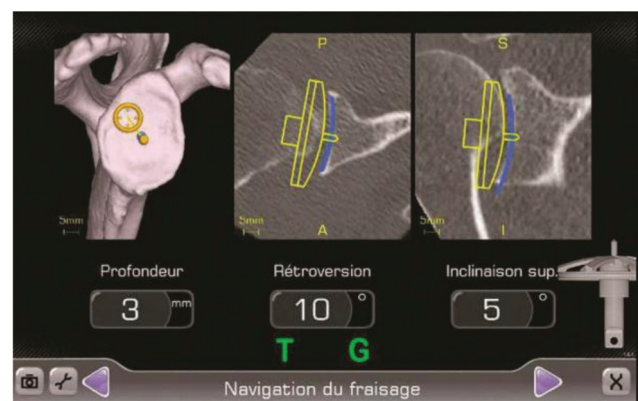 P
S
5mm
5mm
A
5mm
I
Profondeur
Rétroversion
Inclinaison sup.
3 mm
10 °
5 °
T G
Navigation du fraisage